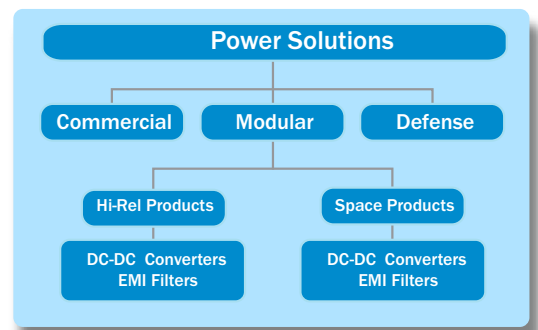 Power Solutions
Commercial
Modular
Defense
Hi-Rel Products
Space Products
DC-DC Converters
EMI Filters
DC-DC Converters
EMI Filters